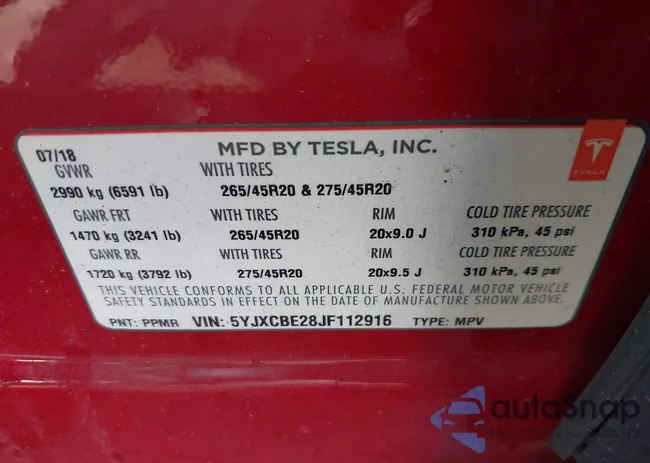 07/18 MFD BY TESLA, INC.
GVWR WITH TIRES
2990 kg (6591 lb) 265/45R20 & 275/45R20
GAWR FRT WITH TIRES RIM COLD TIRE PRESSURE
1470 kg (3241 lb) 265/45R20 20x9.0 J 310 kPa, 45 psi
GAWR RR WITH TIRES RIM COLD TIRE PRESSURE
1720 kg (3792 lb) 275/45R20 20x9.5 J 310 kPa, 45 psi
THIS VEHICLE CONFORMS TO ALL APPLICABLE U.S. FEDERAL MOTOR VEHICLE
SAFETY STANDARDS IN EFFECT ON THE DATE OF MANUFACTURE SHOWN ABOVE.
PNT: PPMR VIN: 5YJXCBE28JF112916 TYPE: MPV
TESLA
autoSnap